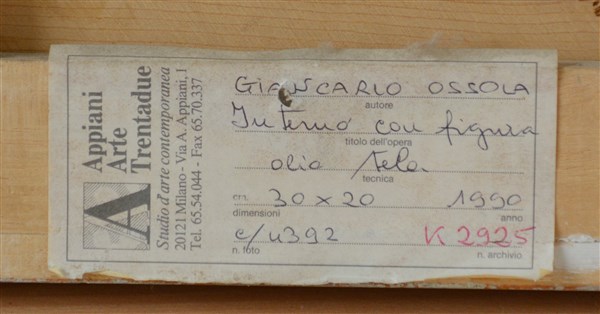 Appiani
Arte
Trentadue
Studio d'arte contemporanea
20121 Milano - Via A. Appiani, 1
Tel. 65.54.044 - Fax 65.70.337
GIANCARLO OSSOLA
autore
Interno con figura
titolo dell'opera
olio tela
tecnica
cm. 30 x 20 1990
dimensioni anno
c/4392 K 2925
n. foto n. archivio